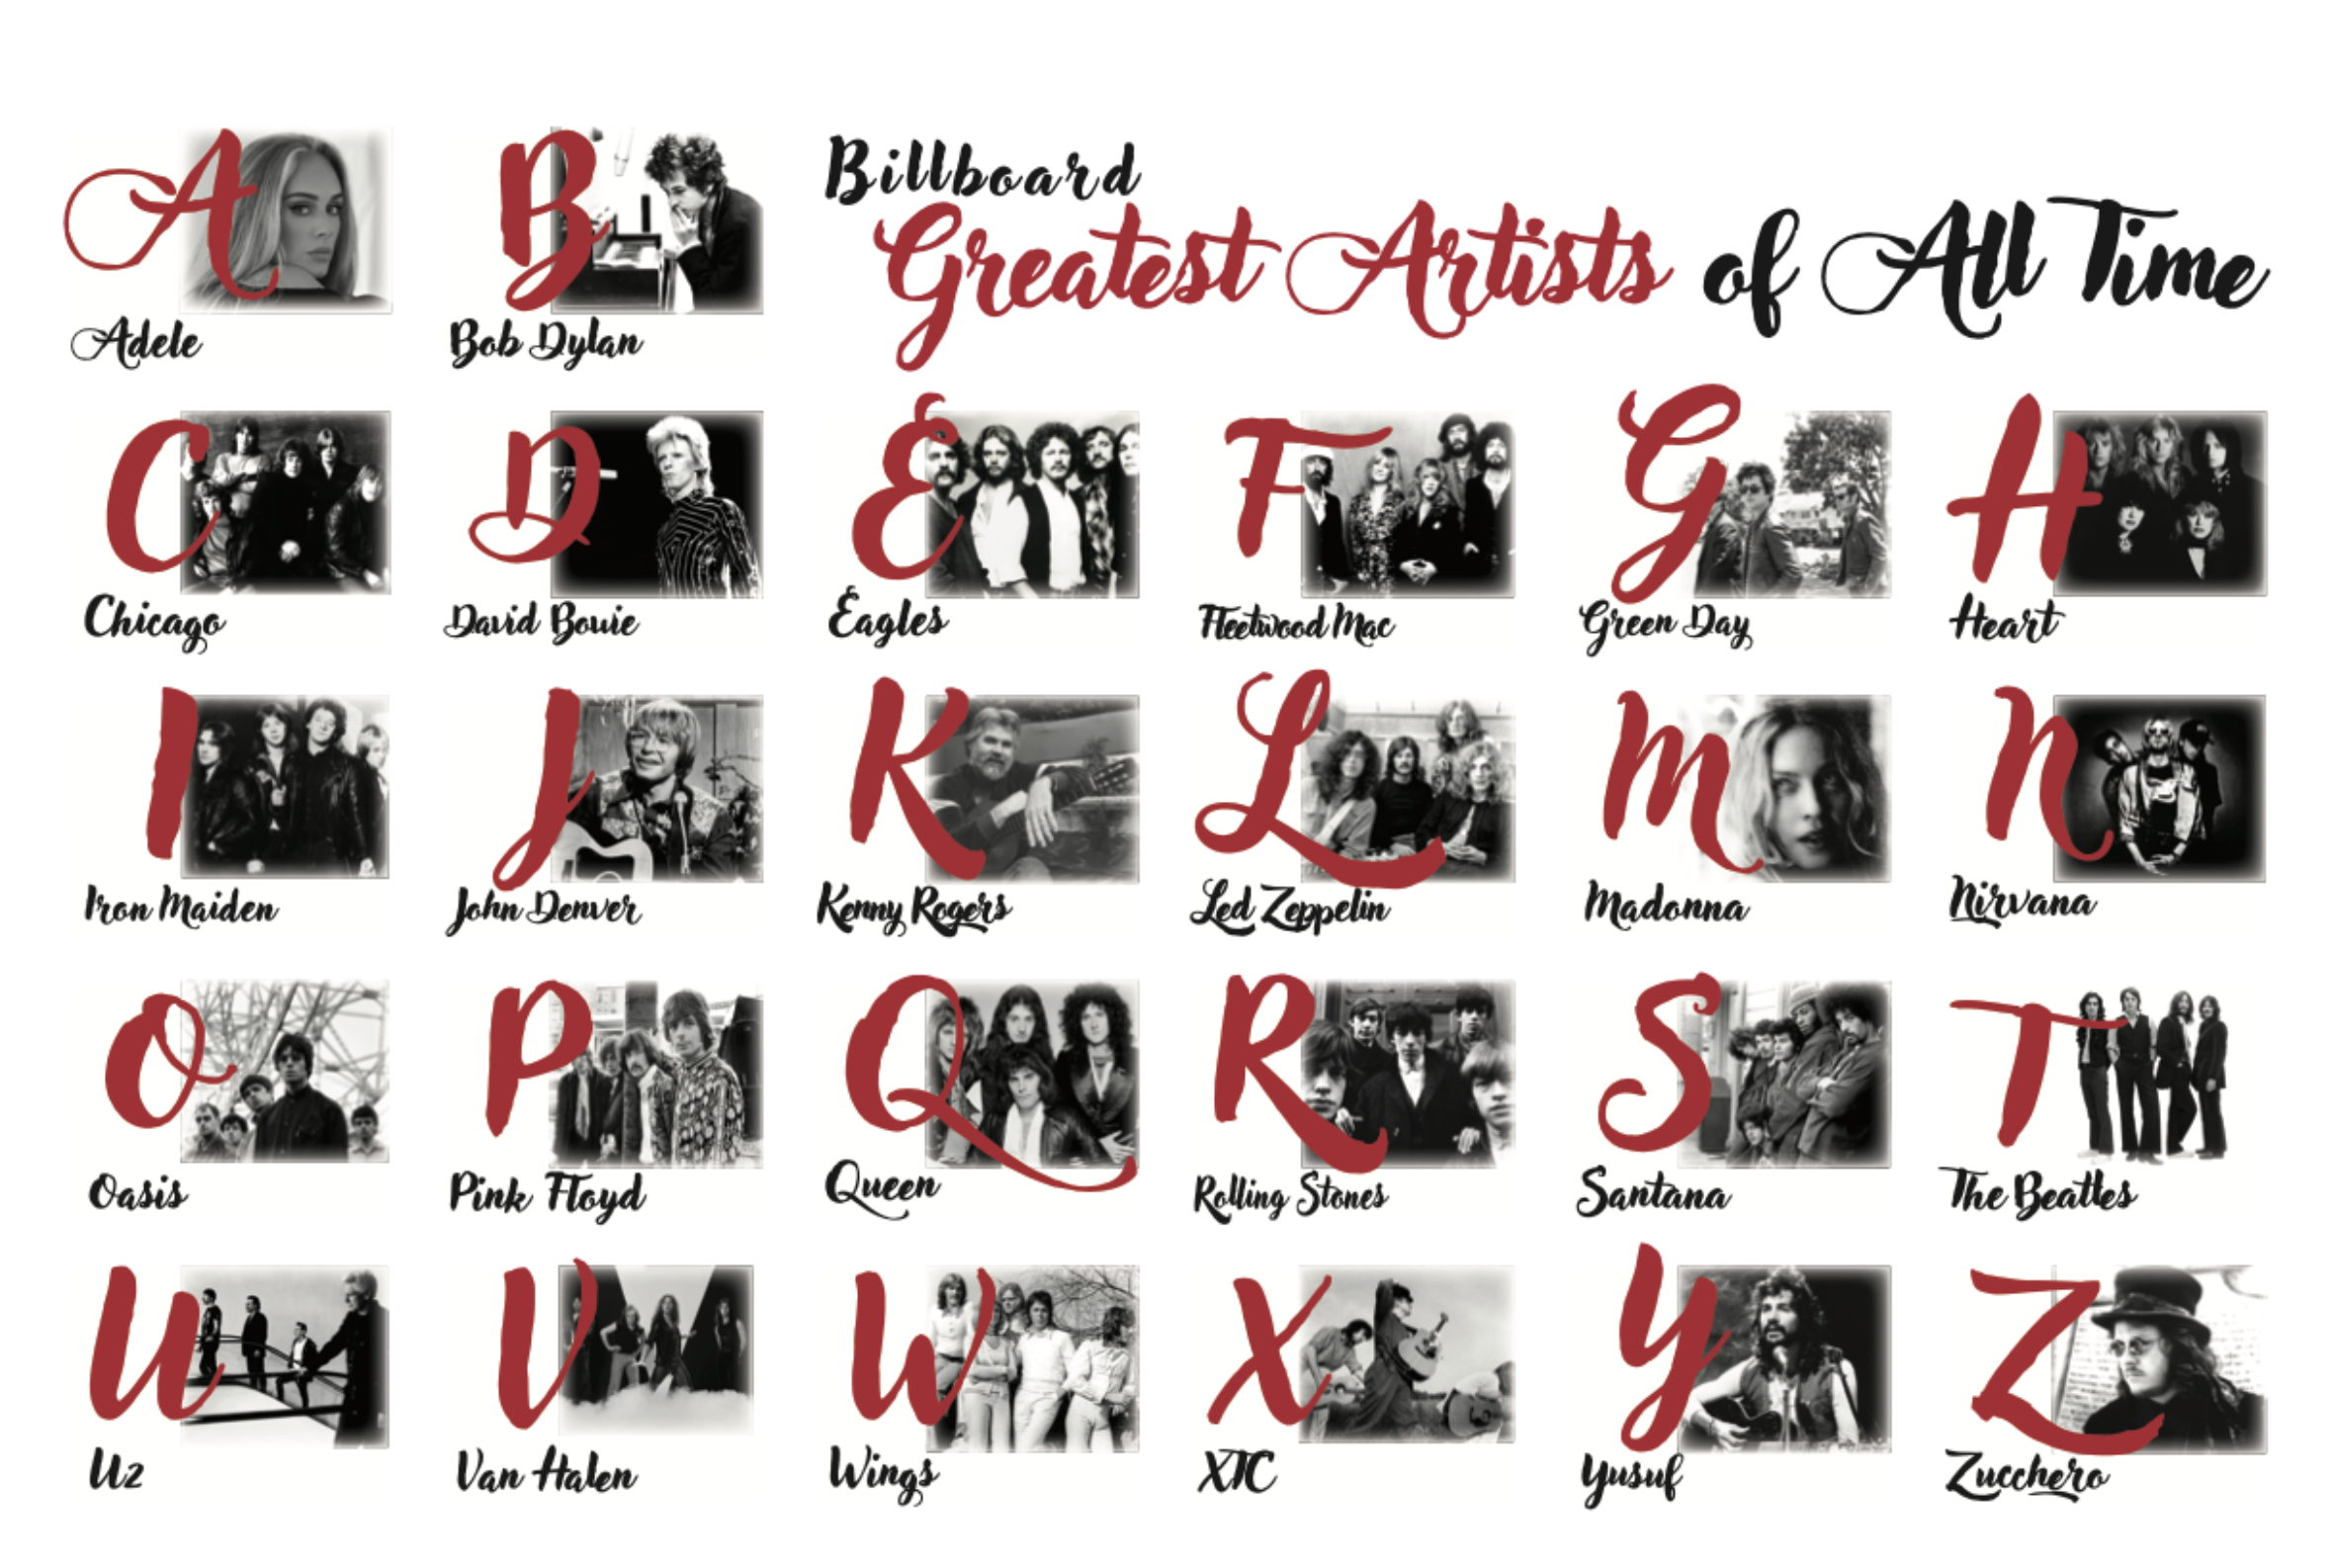 A
Adele
B
Bob Dylan
Billboard
Greatest Artists of All Time
C
Chicago
D
David Bowie
E
Eagles
F
Fleetwood Mac
G
Green Day
H
Heart
I
Iron Maiden
J
John Denver
K
Kenny Rogers
L
Led Zeppelin
M
Madonna
N
Nirvana
O
Oasis
P
Pink Floyd
Q
Queen
R
Rolling Stones
S
Santana
T
The Beatles
U
U2
V
Van Halen
W
Wings
X
XTC
Y
Yusuf
Z
Zucchero